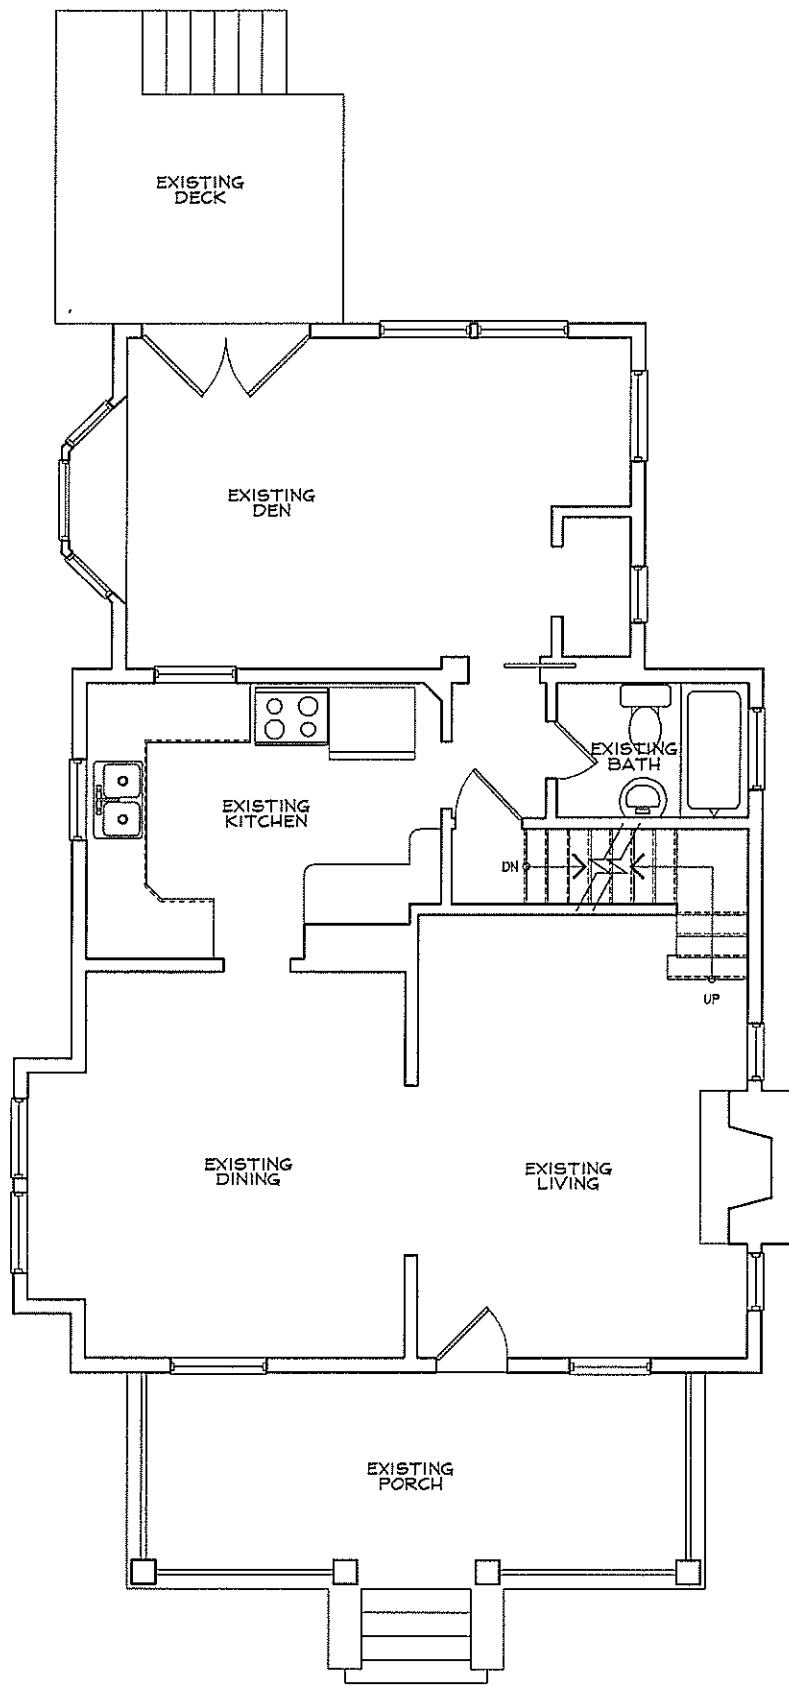 EXISTING
DECK
EXISTING
DEN
EXISTING
BATH
EXISTING
KITCHEN
DN
UP
EXISTING
DINING
EXISTING
LIVING
EXISTING
PORCH